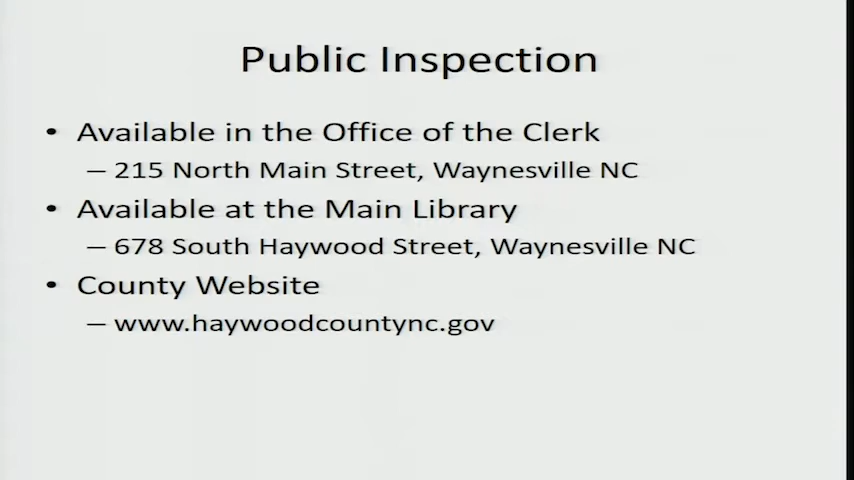 Public Inspection
• Available in the Office of the Clerk
– 215 North Main Street, Waynesville NC
• Available at the Main Library
– 678 South Haywood Street, Waynesville NC
• County Website
– www.haywoodcountync.gov